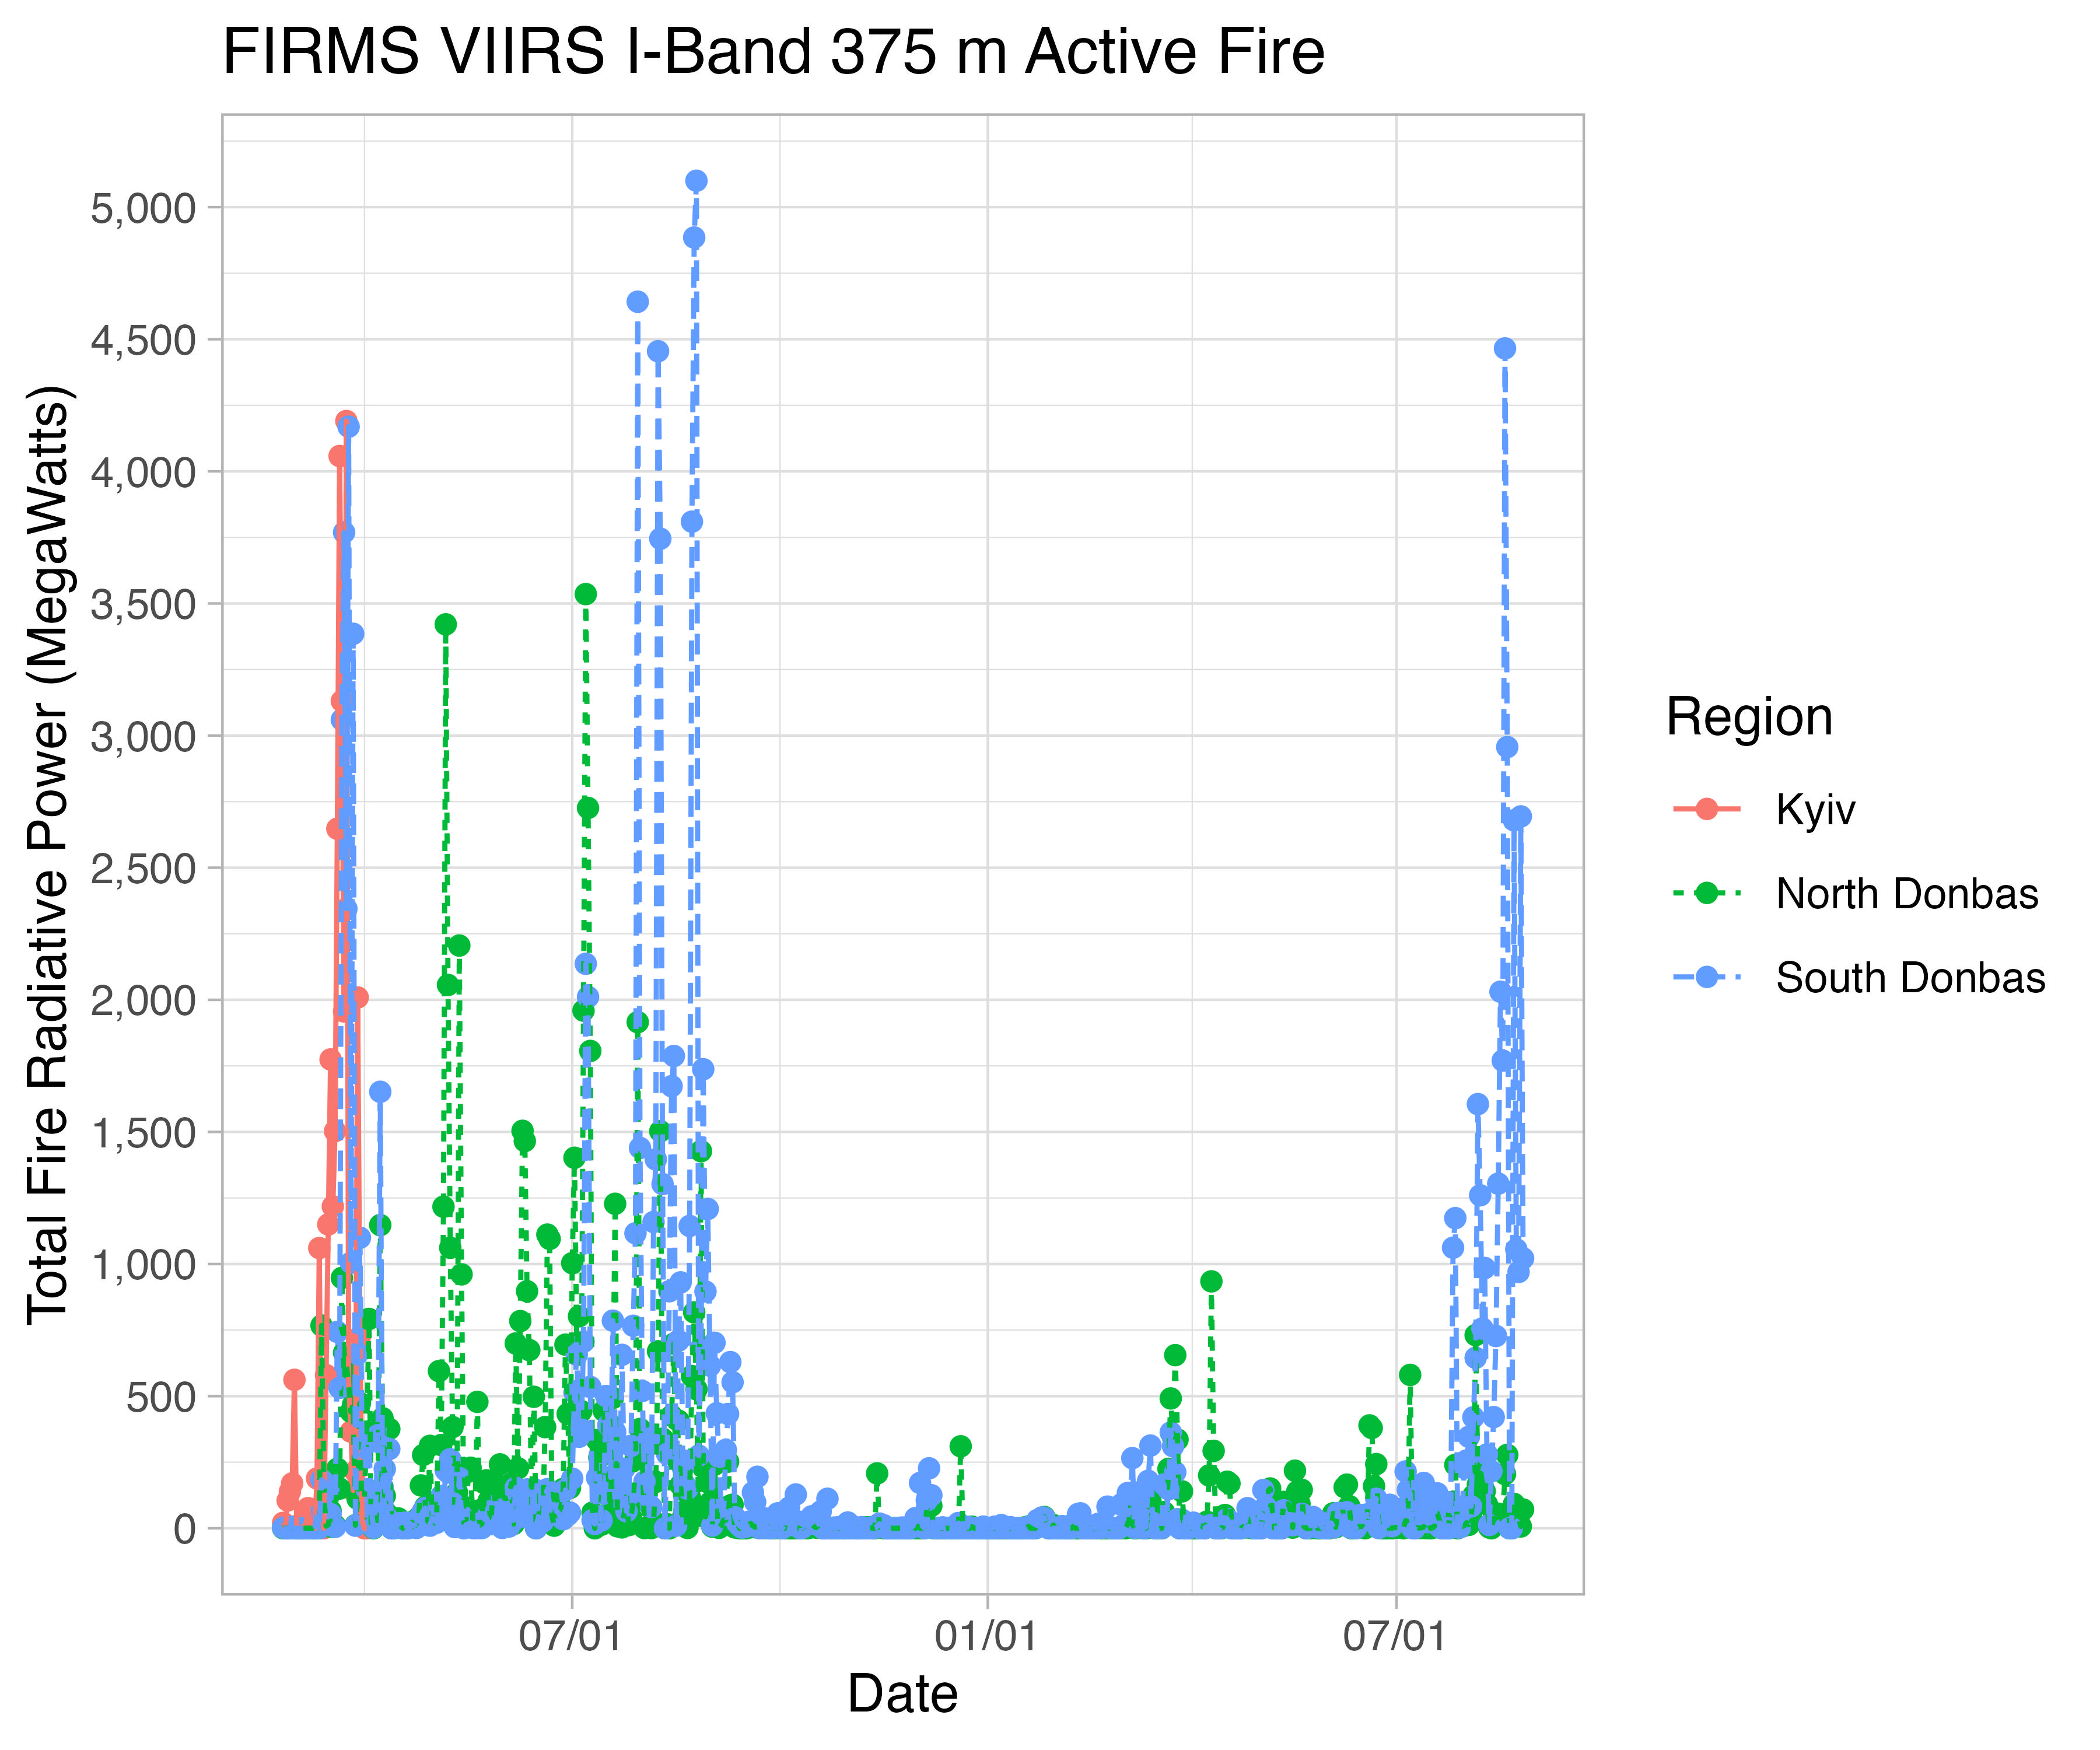 FIRMS VIIRS I-Band 375 m Active Fire
Total Fire Radiative Power (MegaWatts)
5,000
4,500
4,000
3,500
3,000
2,500
2,000
1,500
1,000
500
0
07/01
01/01
07/01
Date
Region
Kyiv
North Donbas
South Donbas